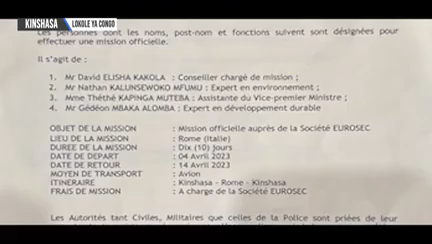 KINSHASA LOKOLE YA CONGO
Les personnes dont les noms, post-nom et fonctions suivent sont désignées pour
effectuer une mission officielle.
Il s'agit de :
1. Mr David ELISHA KAKOLA : Conseiller chargé de mission ;
2. Mr Nathan KALUNSEWOKO MFUMU : Expert en environnement ;
3. Mme Théthé KAPINGA MUTEBA : Assistante du Vice-premier Ministre ;
4. Mr Gédéon MBAKA ALOMBA : Expert en développement durable
OBJET DE LA MISSION : Mission officielle auprès de la Société EUROSEC
LIEU DE LA MISSION : Rome (Italie)
DUREE DE LA MISSION : Dix (10) jours
DATE DE DEPART : 04 Avril 2023
DATE DE RETOUR : 14 Avril 2023
MOYEN DE TRANSPORT : Avion
ITINERAIRE : Kinshasa - Rome - Kinshasa
FRAIS DE MISSION : A charge de la Société EUROSEC
Les Autorités tant Civiles, Militaires que celles de la Police sont priées de leur